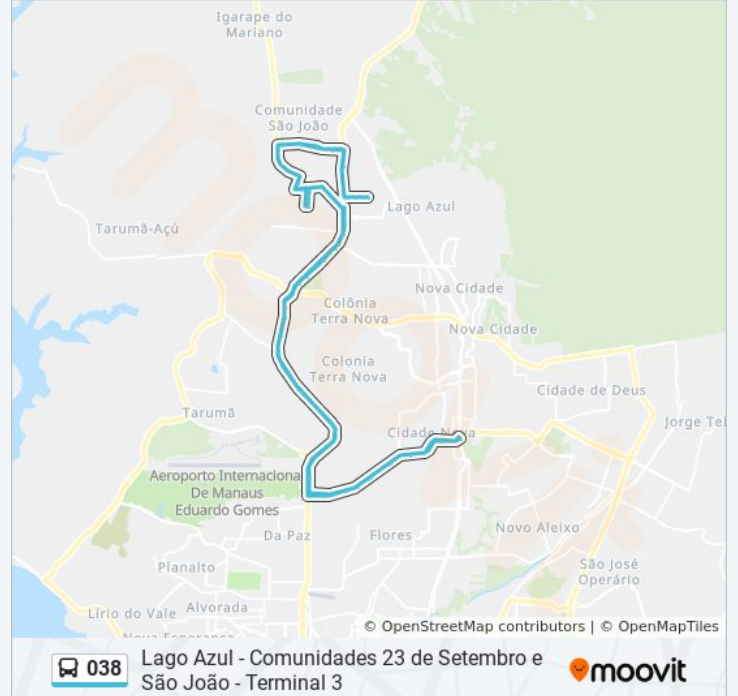 Igarape do
Mariano
Comunidade
São João
Lago Azul
Tarumã-Açú
Nova Cidade
Colônia
Terra Nova
Nova Cidade
Colonia
Terra Nova
Cidade de Deus
Tarumã
Jorge Tei
Cidade Nova
Aeroporto Internaciona
De Manaus
Eduardo Gomes
Da Paz
Flores
Novo Aleixo
Planalto
São José
Operário
Lírio do Vale
Alvorada
Nova Esperança
© OpenStreetMap contributors | © OpenMapTiles
038
Lago Azul - Comunidades 23 de Setembro e
São João - Terminal 3
moovit